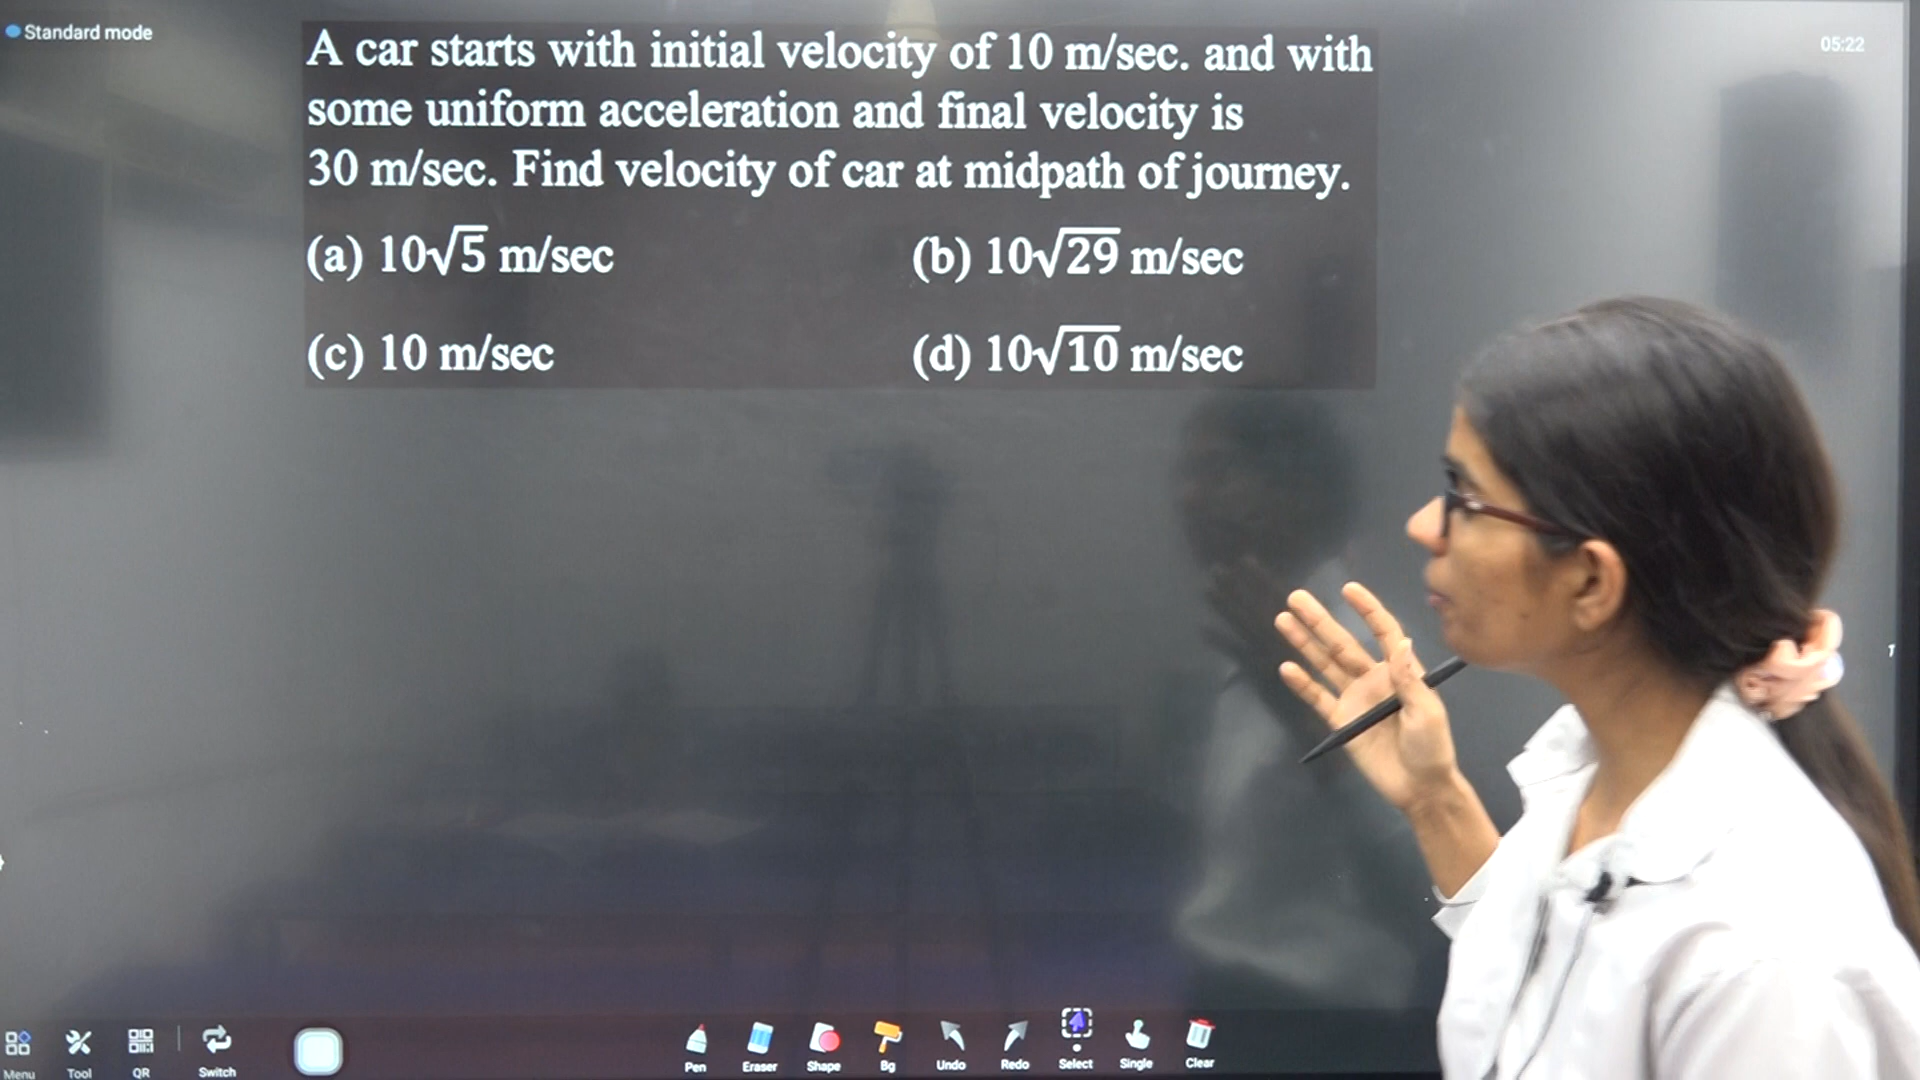 Standard mode
05:22
A car starts with initial velocity of 10 m/sec. and with
some uniform acceleration and final velocity is
30 m/sec. Find velocity of car at midpath of journey.
(a) 10√5 m/sec (b) 10√29 m/sec
(c) 10 m/sec (d) 10√10 m/sec
1
Menu Tool QR Switch Pen Eraser Shape Bg Undo Redo Select Single Clear